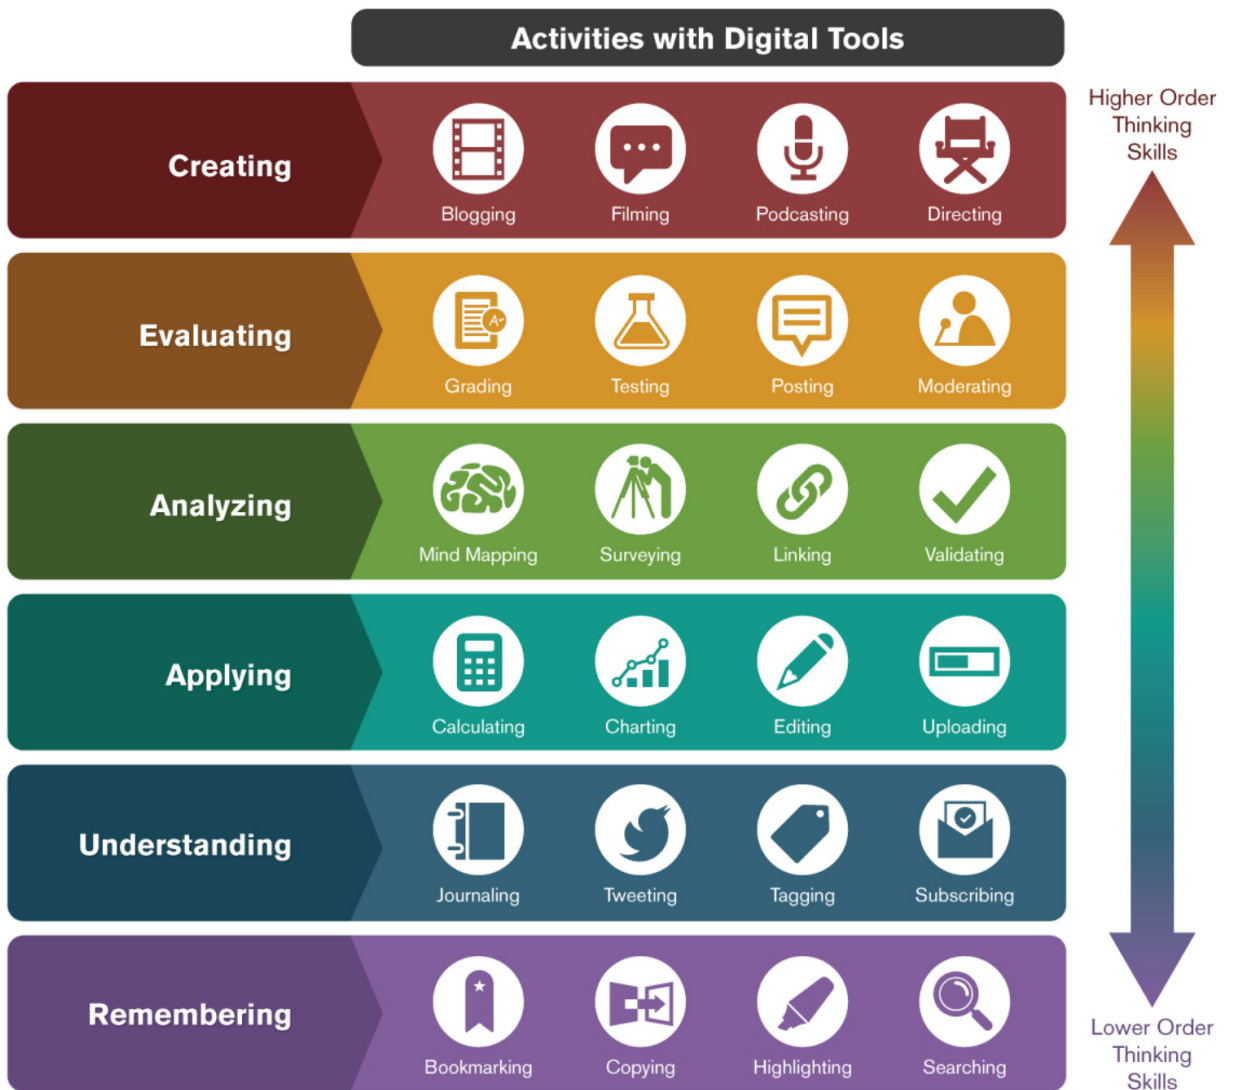 Activities with Digital Tools
Higher Order
Thinking
Skills
Creating
Blogging Filming Podcasting Directing
Evaluating
A+
Grading Testing Posting Moderating
Analyzing
Mind Mapping Surveying Linking Validating
Applying
Calculating Charting Editing Uploading
Understanding
Journaling Tweeting Tagging Subscribing
Remembering
Bookmarking Copying Highlighting Searching
Lower Order
Thinking
Skills